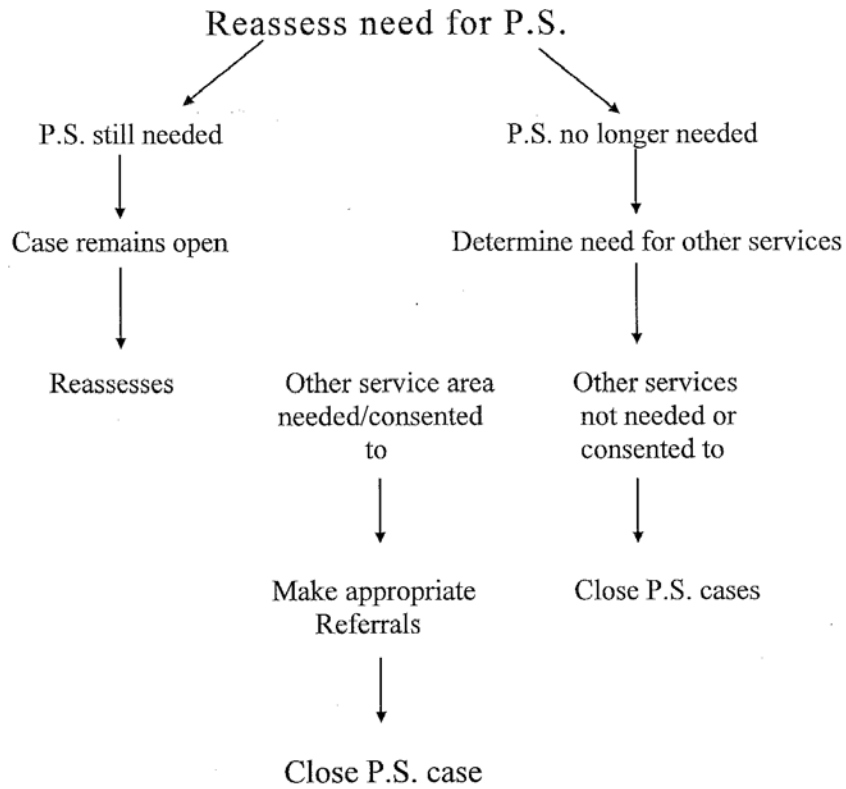 Reassess need for P.S.
P.S. still needed
P.S. no longer needed
Case remains open
Determine need for other services
Reassesses
Other service area
needed/consented
to
Other services
not needed or
consented to
Make appropriate
Referrals
Close P.S. cases
Close P.S. case